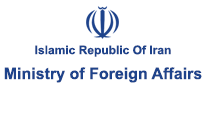 Islamic Republic Of Iran
Ministry of Foreign Affairs